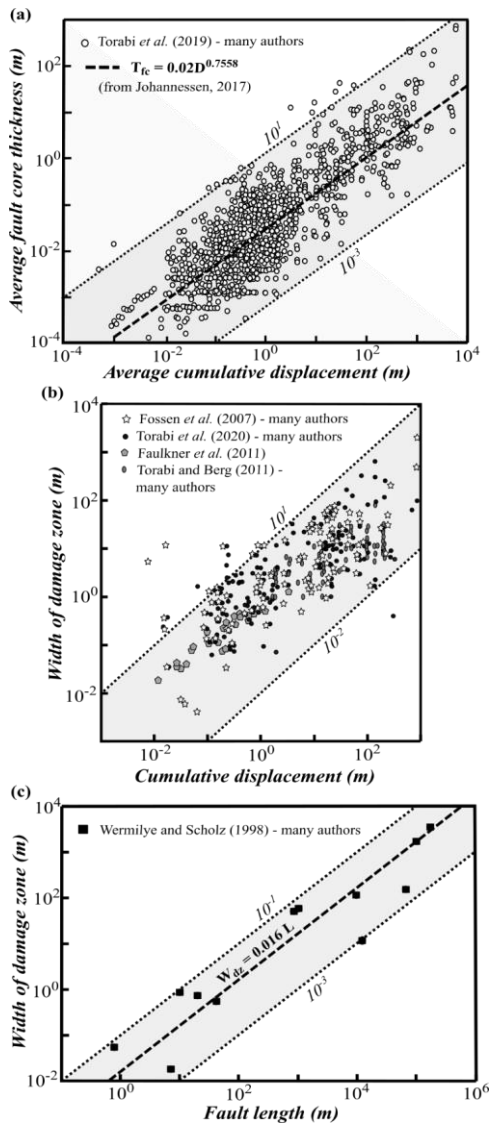 (a)
Torabi et al. (2019) - many authors
T_fc = 0.02D^0.7558
(from Johannessen, 2017)
10^1
10^-3
10^2
10^0
10^-2
10^-4
Average fault core thickness (m)
10^-4
10^-2
10^0
10^2
10^4
Average cumulative displacement (m)
(b)
Fossen et al. (2007) - many authors
Torabi et al. (2020) - many authors
Faulkner et al. (2011)
Torabi and Berg (2011) -
many authors
10^1
10^-2
10^4
10^2
10^0
10^-2
Width of damage zone (m)
10^-2
10^0
10^2
Cumulative displacement (m)
(c)
Wermilye and Scholz (1998) - many authors
10^-1
W_dz = 0.016 L
10^-3
10^4
10^2
10^0
10^-2
Width of damage zone (m)
10^0
10^2
10^4
10^6
Fault length (m)